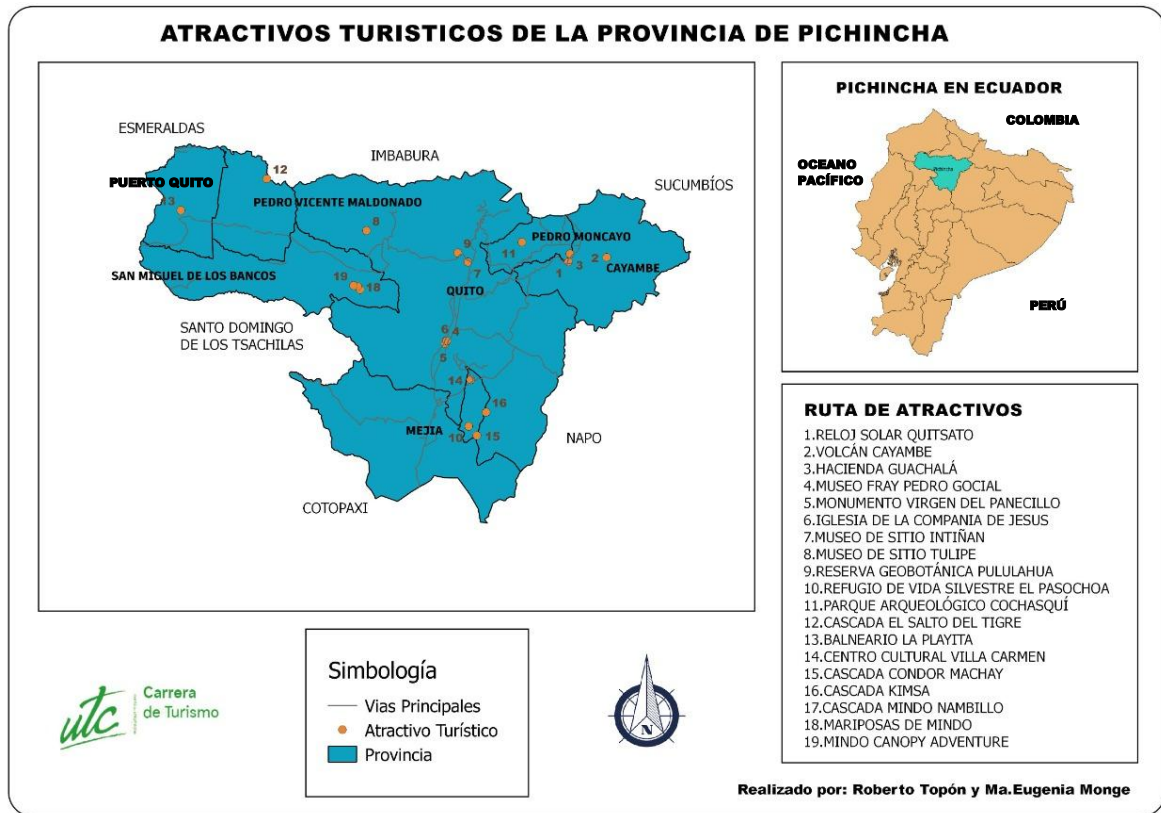 ATRACTIVOS TURISTICOS DE LA PROVINCIA DE PICHINCHA
ESMERALDAS
IMBABURA
SUCUMBÍOS
12
PUERTO QUITO
13
PEDRO VICENTE MALDONADO
8
PEDRO MONCAYO
9
11
7
1
3
2
CAYAMBE
SAN MIGUEL DE LOS BANCOS
19
18
QUITO
SANTO DOMINGO
DE LOS TSACHILAS
6
4
5
14
16
MEJIA
10
15
NAPO
COTOPAXI
PICHINCHA EN ECUADOR
COLOMBIA
OCEANO
PACÍFICO
Pichincha
PERÚ
RUTA DE ATRACTIVOS
1.RELOJ SOLAR QUITSATO
2.VOLCÁN CAYAMBE
3.HACIENDA GUACHALÁ
4.MUSEO FRAY PEDRO GOCIAL
5.MONUMENTO VIRGEN DEL PANECILLO
6.IGLESIA DE LA COMPANIA DE JESUS
7.MUSEO DE SITIO INTIÑAN
8.MUSEO DE SITIO TULIPE
9.RESERVA GEOBOTÁNICA PULULAHUA
10.REFUGIO DE VIDA SILVESTRE EL PASOCHOA
11.PARQUE ARQUEOLÓGICO COCHASQUÍ
12.CASCADA EL SALTO DEL TIGRE
13.BALNEARIO LA PLAYITA
14.CENTRO CULTURAL VILLA CARMEN
15.CASCADA CONDOR MACHAY
16.CASCADA KIMSA
17.CASCADA MINDO NAMBILLO
18.MARIPOSAS DE MINDO
19.MINDO CANOPY ADVENTURE
utc
Carrera
de Turismo
Simbología
Vias Principales
Atractivo Turístico
Provincia
N
Realizado por: Roberto Topón y Ma.Eugenia Monge